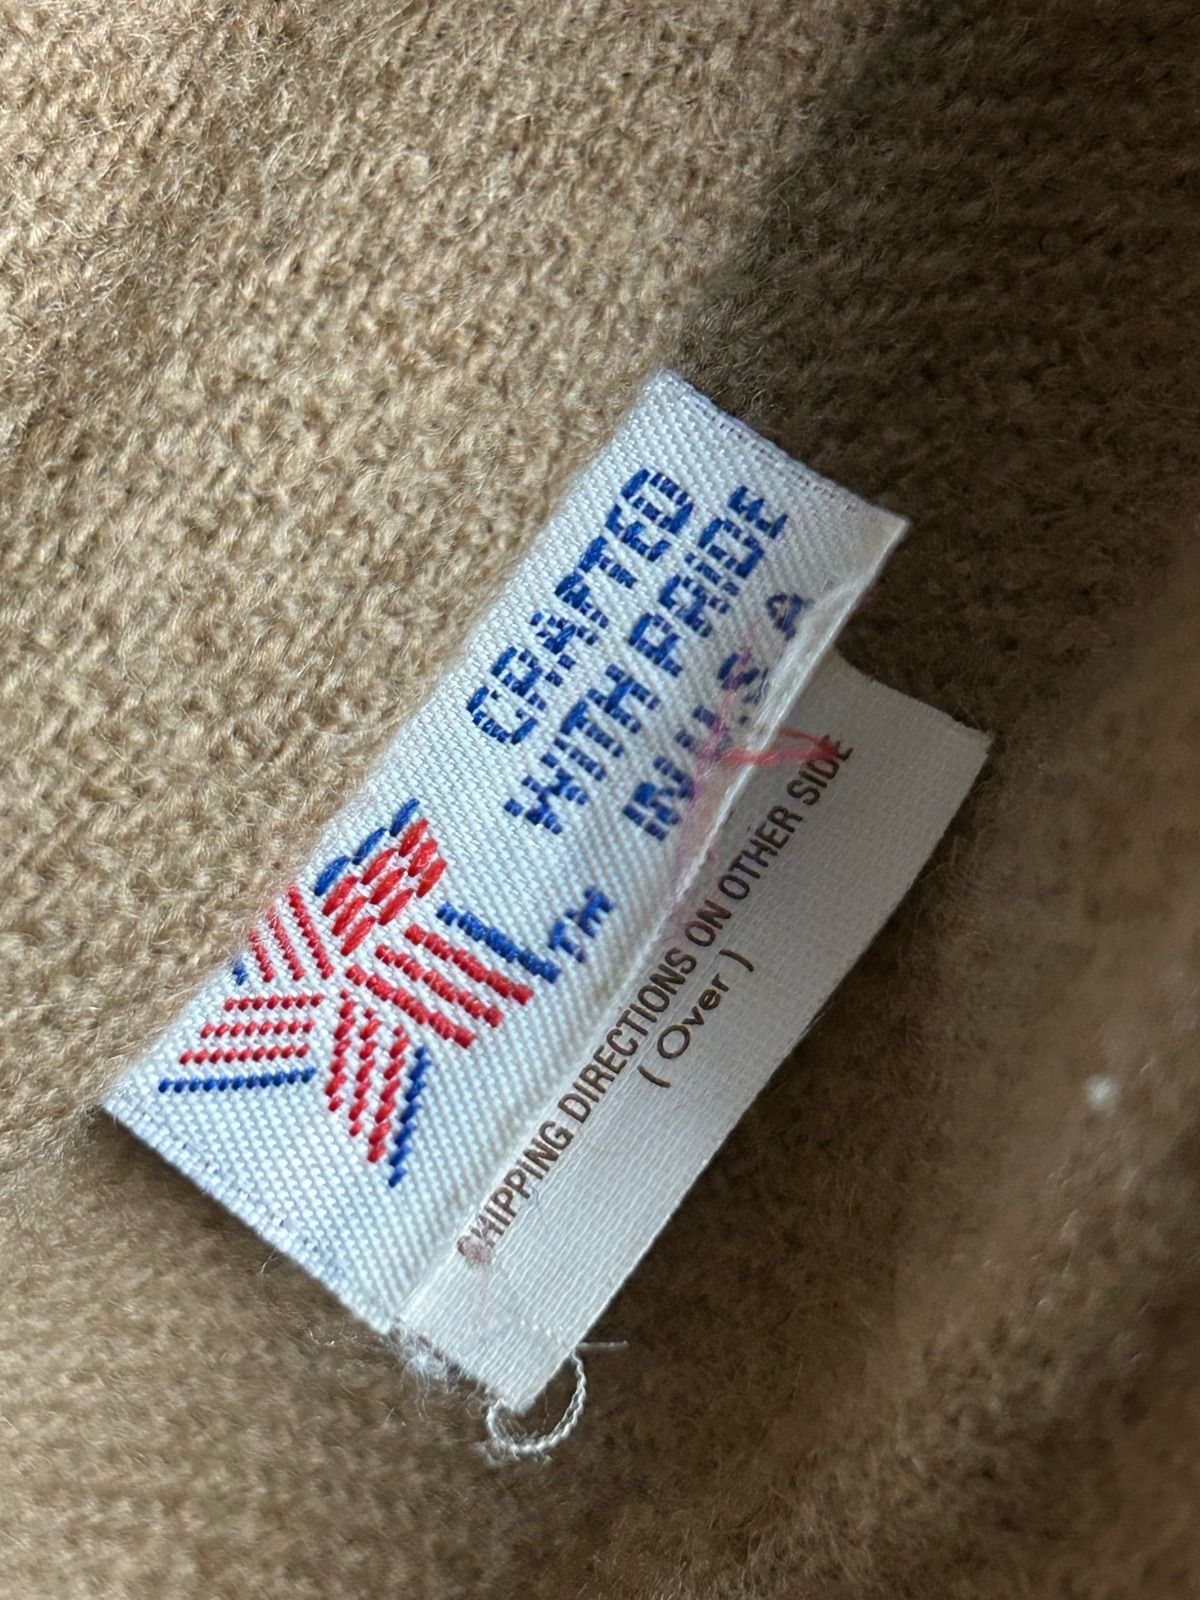 CRAFTED
WITH PRIDE
IN U.S.A
TM
SHIPPING DIRECTIONS ON OTHER SIDE
( Over )